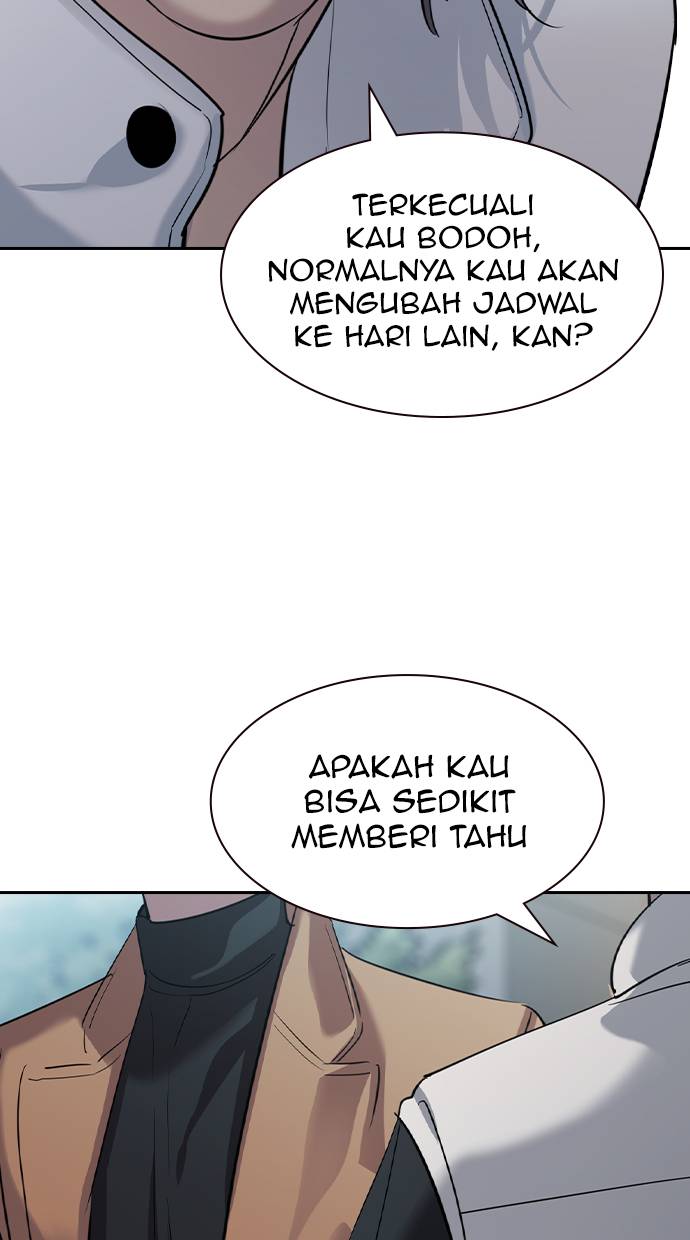 TERKECUALI
KAU BODOH,
NORMALNYA KAU AKAN
MENGUBAH JADWAL
KE HARI LAIN, KAN?
APAKAH KAU
BISA SEDIKIT
MEMBERI TAHU